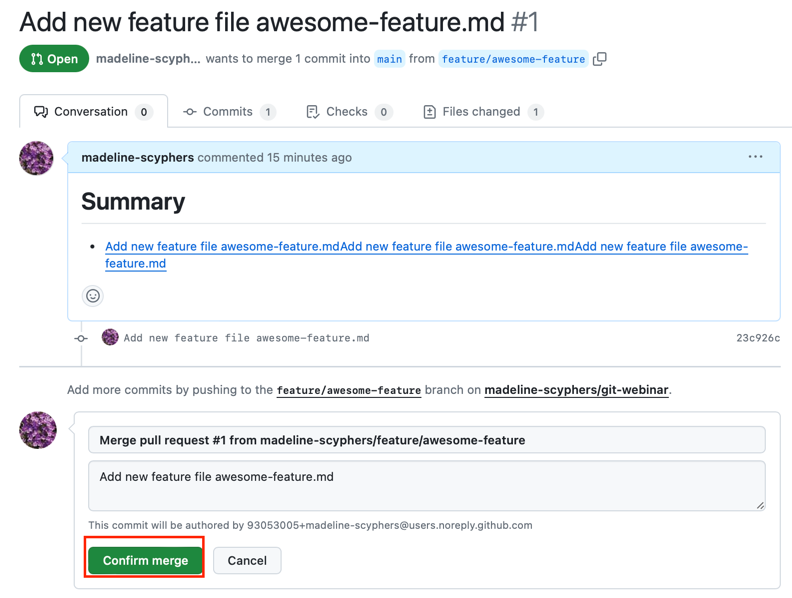 Add new feature file awesome-feature.md #1
Open madeline-scyph... wants to merge 1 commit into main from feature/awesome-feature
Conversation 0 Commits 1 Checks 0 Files changed 1
madeline-scyphers commented 15 minutes ago ...
Summary
• Add new feature file awesome-feature.mdAdd new feature file awesome-feature.mdAdd new feature file awesome-
feature.md
Add new feature file awesome-feature.md 23c926c
Add more commits by pushing to the feature/awesome-feature branch on madeline-scyphers/git-webinar.
Merge pull request #1 from madeline-scyphers/feature/awesome-feature
Add new feature file awesome-feature.md
This commit will be authored by 93053005+madeline-scyphers@users.noreply.github.com
Confirm merge Cancel